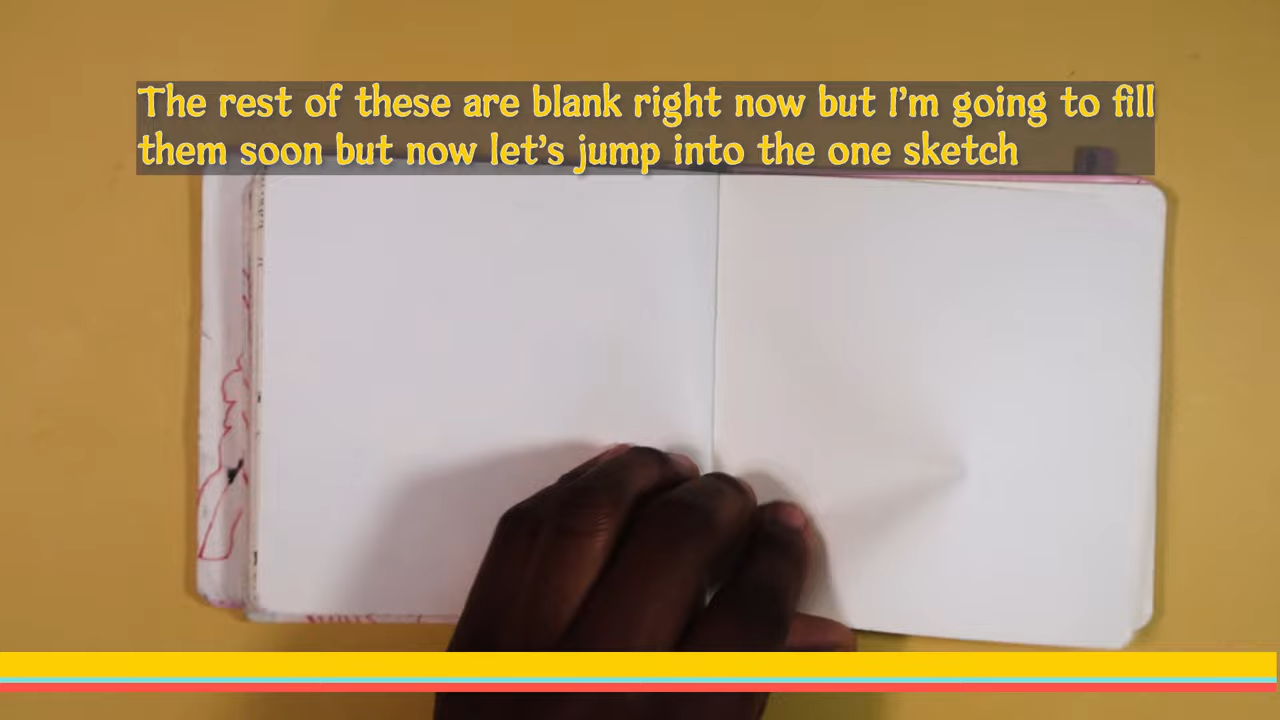 The rest of these are blank right now but I'm going to fill
them soon but now let's jump into the one sketch